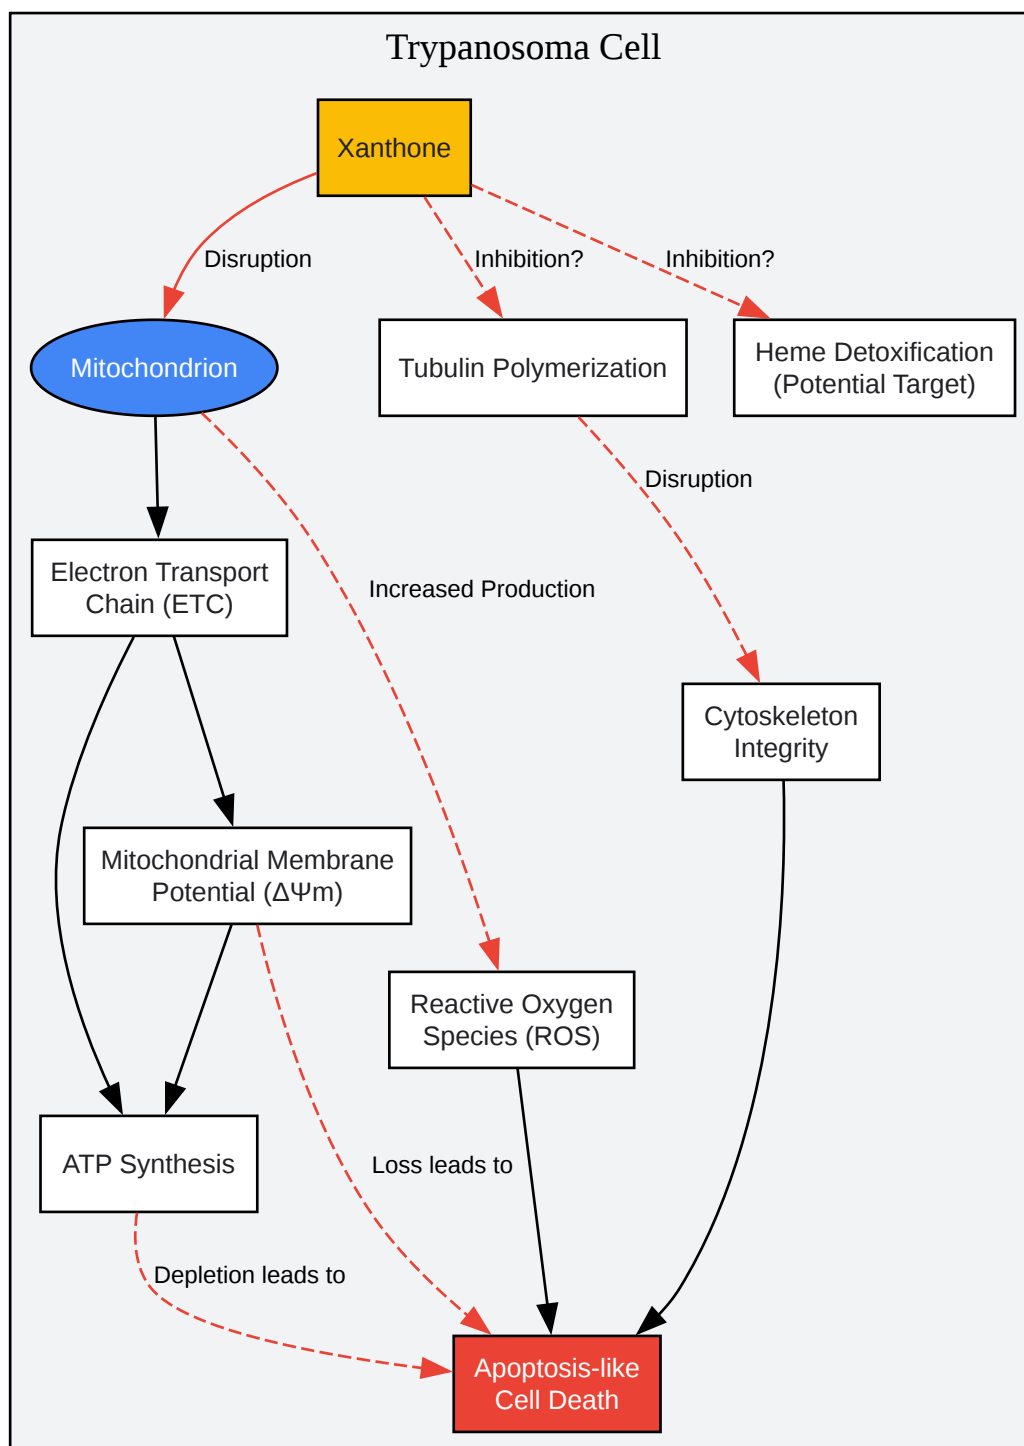 Trypanosoma Cell
Xanthone
Disruption
Inhibition?
Inhibition?
Mitochondrion
Tubulin Polymerization
Heme Detoxification
(Potential Target)
Disruption
Electron Transport
Chain (ETC)
Increased Production
Cytoskeleton
Integrity
Mitochondrial Membrane
Potential (ΔΨm)
Reactive Oxygen
Species (ROS)
ATP Synthesis
Loss leads to
Depletion leads to
Apoptosis-like
Cell Death